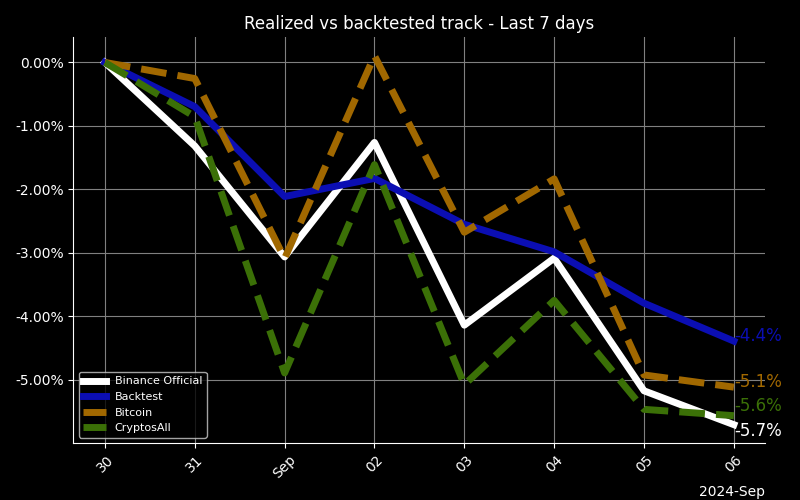 Realized vs backtested track - Last 7 days
0.00%
-1.00%
-2.00%
-3.00%
-4.00%
-5.00%
-4.4%
-5.1%
-5.6%
-5.7%
Binance Official
Backtest
Bitcoin
CryptosAll
30
31
Sep
02
03
04
05
06
2024-Sep